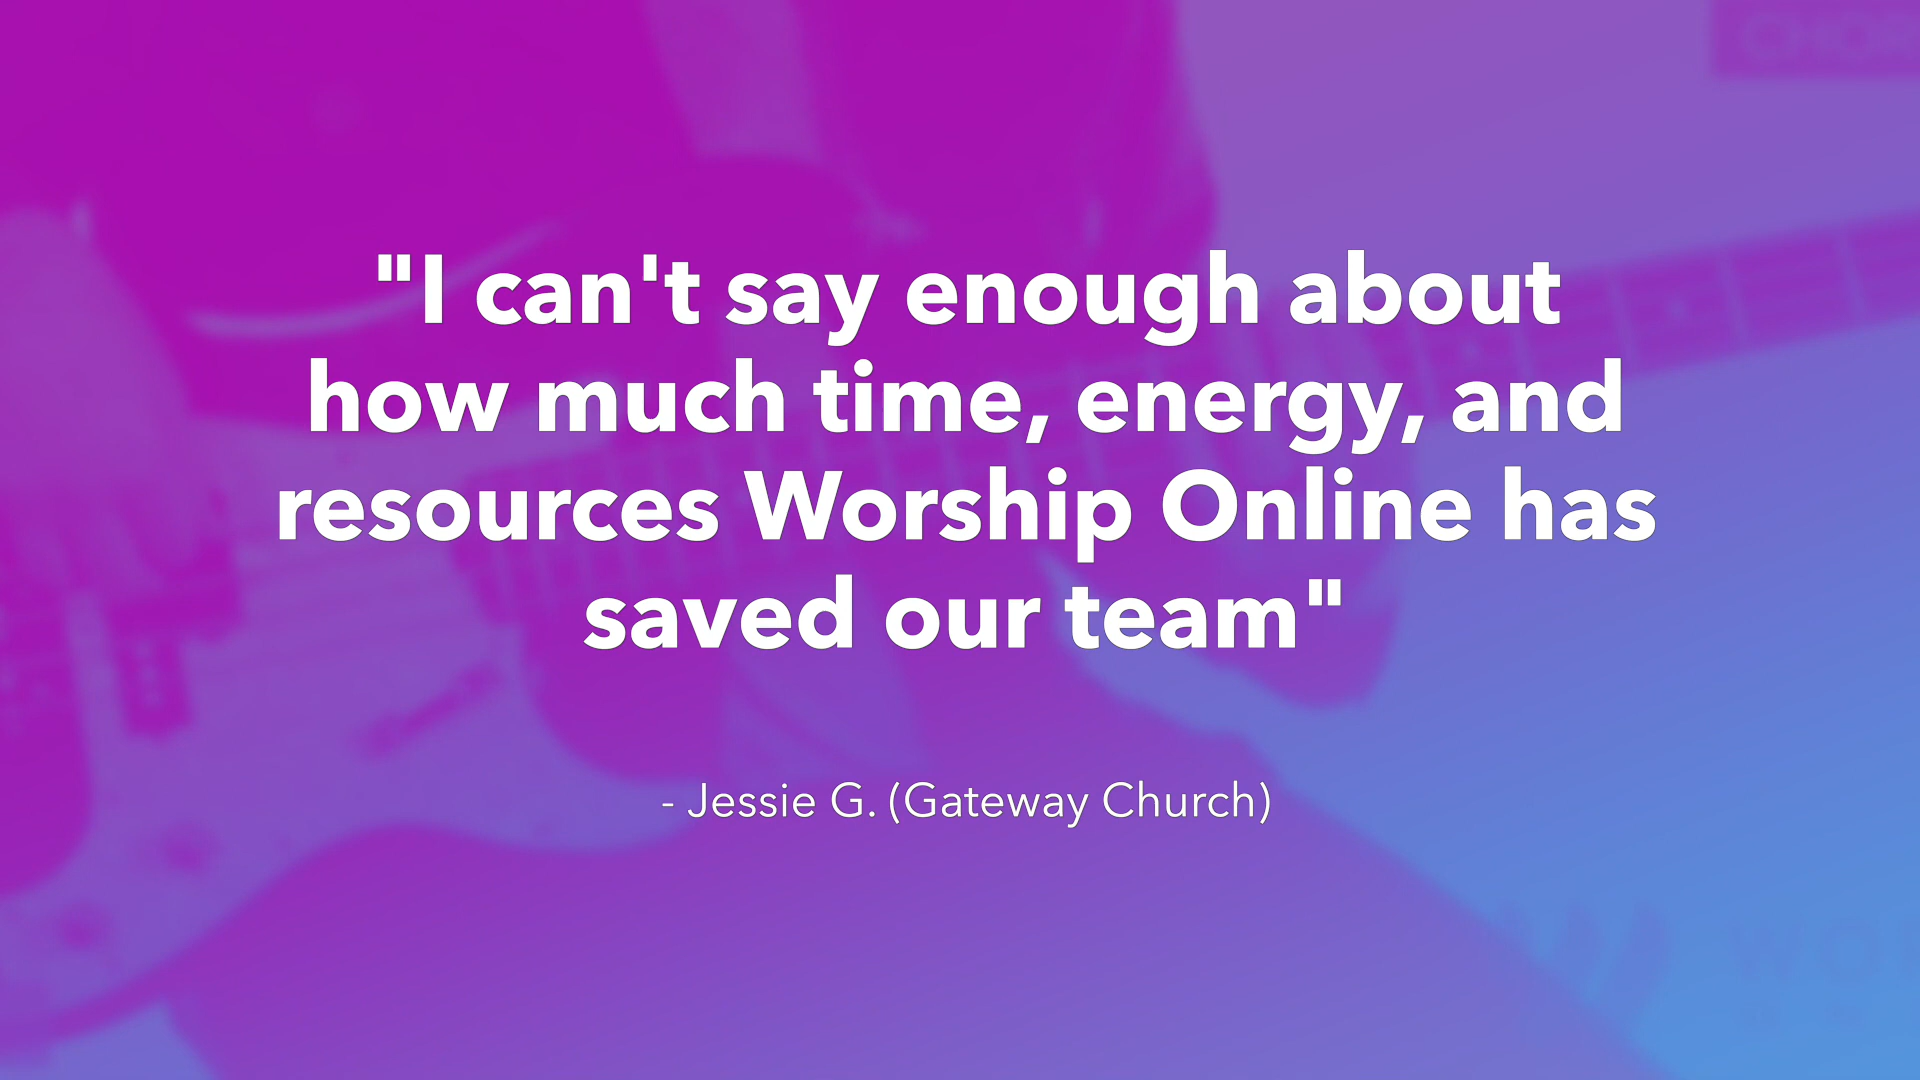 "I can't say enough about
how much time, energy, and
resources Worship Online has
saved our team"
- Jessie G. (Gateway Church)